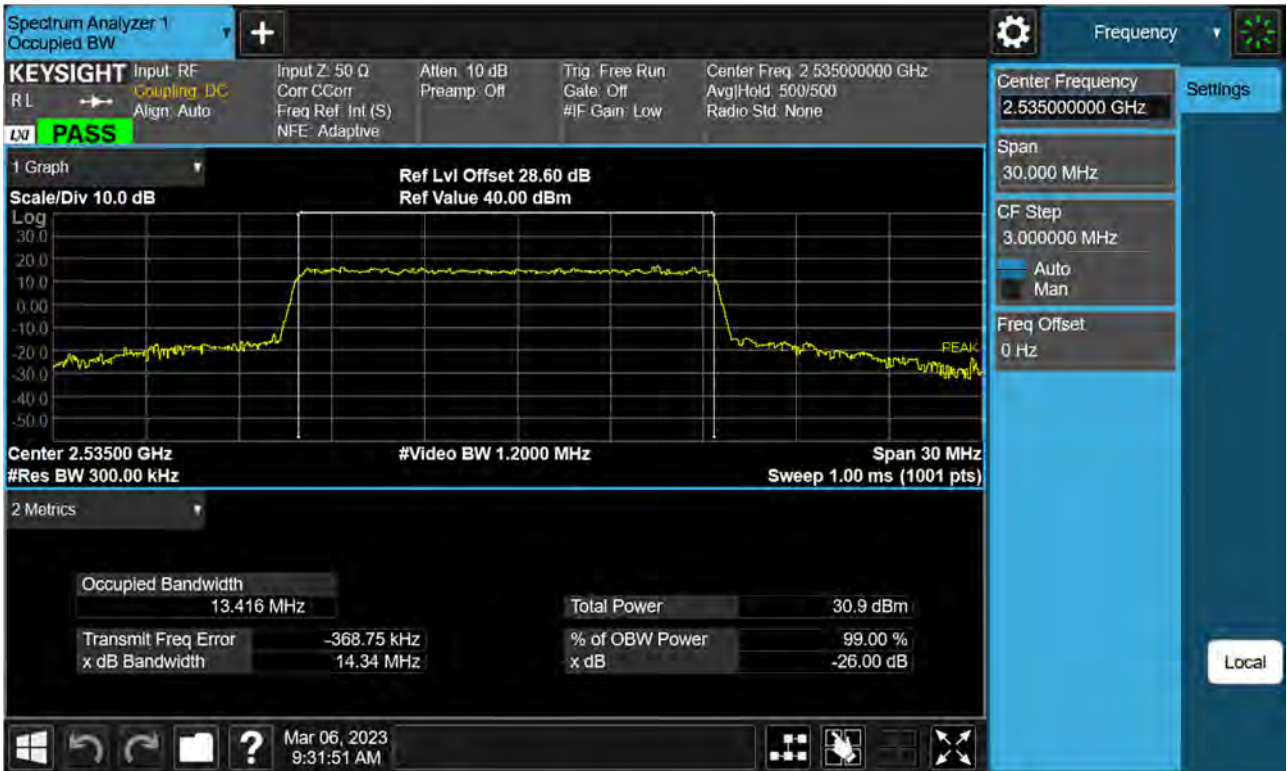 Spectrum Analyzer 1
Occupied BW
Frequency
KEYSIGHT
R L
LXI
PASS
Input: RF
Coupling: DC
Align: Auto
Input Z: 50 Ω
Corr CCorr
Freq Ref: Int (S)
NFE: Adaptive
Atten: 10 dB
Preamp: Off
Trig: Free Run
Gate: Off
#IF Gain: Low
Center Freq: 2.535000000 GHz
Avg|Hold: 500/500
Radio Std: None
Center Frequency
2.535000000 GHz
Settings
Span
30.000 MHz
CF Step
3.000000 MHz
Auto
Man
Freq Offset
0 Hz
Local
1 Graph
Scale/Div 10.0 dB
Ref Lvl Offset 28.60 dB
Ref Value 40.00 dBm
Log
30.0
20.0
10.0
0.00
-10.0
-20.0
-30.0
-40.0
-50.0
PEAK
Center 2.53500 GHz
#Video BW 1.2000 MHz
Span 30 MHz
#Res BW 300.00 kHz
Sweep 1.00 ms (1001 pts)
2 Metrics
Occupied Bandwidth
13.416 MHz
Total Power 30.9 dBm
Transmit Freq Error -368.75 kHz
% of OBW Power 99.00 %
x dB Bandwidth 14.34 MHz
x dB -26.00 dB
?
Mar 06, 2023
9:31:51 AM